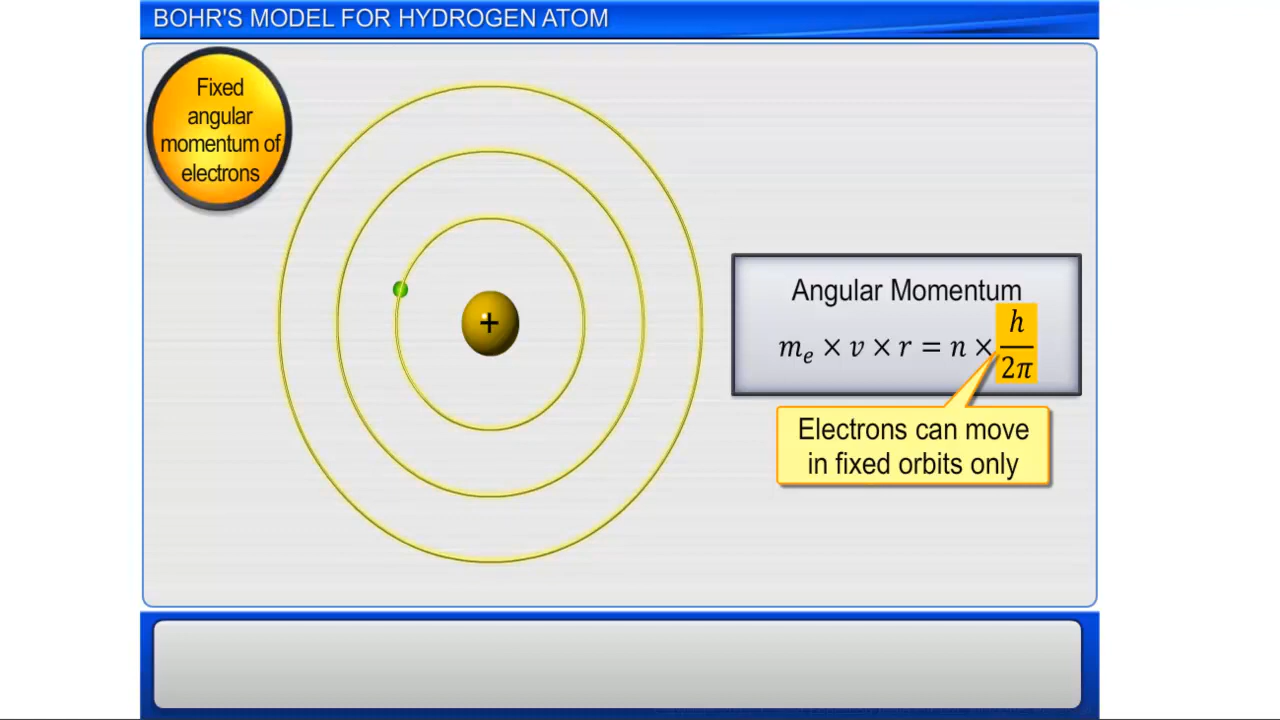 BOHR'S MODEL FOR HYDROGEN ATOM
Fixed
angular
momentum of
electrons
+
Angular Momentum
mₑ × v × r = n × h/2π
Electrons can move
in fixed orbits only